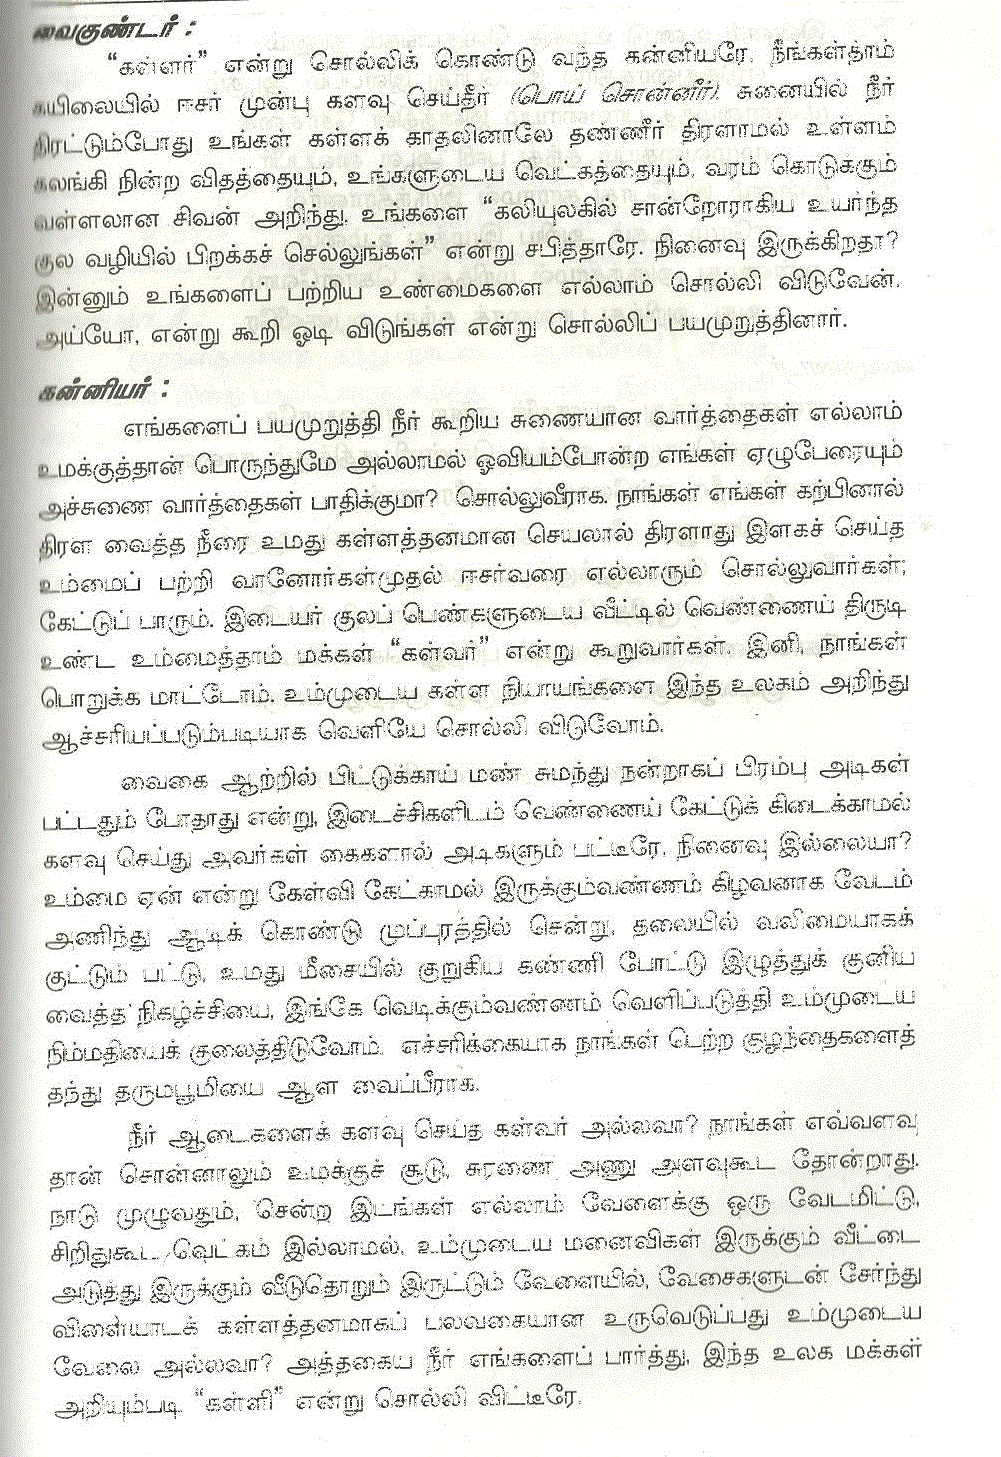 வைகுண்டர் :
“கள்ளர்” என்று சொல்லிக் கொண்டு வந்த கன்னியரே, நீங்கள்தாம்
கயிலையில் ஈசர் முன்பு களவு செய்தீர் (பொய் சொன்னீர்). சுனையில் நீர்
திரட்டும்போது உங்கள் கள்ளக் காதலினாலே தண்ணீர் திரளாமல் உள்ளம்
கலங்கி நின்ற விதத்தையும், உங்களுடைய வெட்கத்தையும், வரம் கொடுக்கும்
வள்ளலான சிவன் அறிந்து, உங்களை “கலியுலகில் சான்றோராகிய உயர்ந்த
குல வழியில் பிறக்கச் செல்லுங்கள்” என்று சபித்தாரே. நினைவு இருக்கிறதா?
இன்னும் உங்களைப் பற்றிய உண்மைகளை எல்லாம் சொல்லி விடுவேன்.
அய்யோ, என்று கூறி ஓடி விடுங்கள் என்று சொல்லிப் பயமுறுத்தினார்.
கன்னியர் :
எங்களைப் பயமுறுத்தி நீர் கூறிய சுணையான வார்த்தைகள் எல்லாம்
உமக்குத்தான் பொருந்துமே அல்லாமல் ஓவியம்போன்ற எங்கள் ஏழுபேரையும்
அச்சுணை வார்த்தைகள் பாதிக்குமா? சொல்லுவீராக. நாங்கள் எங்கள் கற்பினால்
திரள வைத்த நீரை உமது கள்ளத்தனமான செயலால் திரளாது இளகச் செய்த
உம்மைப் பற்றி வானோர்கள்முதல் ஈசர்வரை எல்லாரும் சொல்லுவார்கள்;
கேட்டுப் பாரும். இடையர் குலப் பெண்களுடைய வீட்டில் வெண்ணைய் திருடி
உண்ட உம்மைத்தாம் மக்கள் “கள்வர்” என்று கூறுவார்கள். இனி, நாங்கள்
பொறுக்க மாட்டோம். உம்முடைய கள்ள நியாயங்களை இந்த உலகம் அறிந்து
ஆச்சரியப்படும்படியாக வெளியே சொல்லி விடுவோம்.
வைகை ஆற்றில் பிட்டுக்காய் மண் சுமந்து நன்றாகப் பிரம்பு அடிகள்
பட்டதும் போதாது என்று, இடைச்சிகளிடம் வெண்ணைய் கேட்டுக் கிடைக்காமல்
களவு செய்து அவர்கள் கைகளால் அடிகளும் பட்டீரே, நினைவு இல்லையா?
உம்மை ஏன் என்று கேள்வி கேட்காமல் இருக்கும்வண்ணம் கிழவனாக வேடம்
அணிந்து ஆடிக் கொண்டு முப்புரத்தில் சென்று, தலையில் வலிமையாகக்
குட்டும் பட்டு, உமது மீசையில் குறுகிய கண்ணி போட்டு இழுத்துக் குனிய
வைத்த நிகழ்ச்சியை, இங்கே வெடிக்கும்வண்ணம் வெளிப்படுத்தி உம்முடைய
நிம்மதியைக் குலைத்திடுவோம். எச்சரிக்கையாக நாங்கள் பெற்ற குழந்தைகளைத்
தந்து தருமபூமியை ஆள வைப்பீராக.
நீர் ஆடைகளைக் களவு செய்த கள்வர் அல்லவா? நாங்கள் எவ்வளவு
தான் சொன்னாலும் உமக்குச் சூடு, சுரணை அணு அளவுகூட தோன்றாது.
நாடு முழுவதும், சென்ற இடங்கள் எல்லாம் வேளைக்கு ஒரு வேடமிட்டு,
சிறிதுகூட வெட்கம் இல்லாமல், உம்முடைய மனைவிகள் இருக்கும் வீட்டை
அடுத்து இருக்கும் வீடுதொறும் இருட்டும் வேளையில், வேசைகளுடன் சேர்ந்து
விளையாடக் கள்ளத்தனமாகப் பலவகையான உருவெடுப்பது உம்முடைய
வேலை அல்லவா? அத்தகைய நீர் எங்களைப் பார்த்து, இந்த உலக மக்கள்
அறியும்படி “கள்ளி” என்று சொல்லி விட்டீரே.